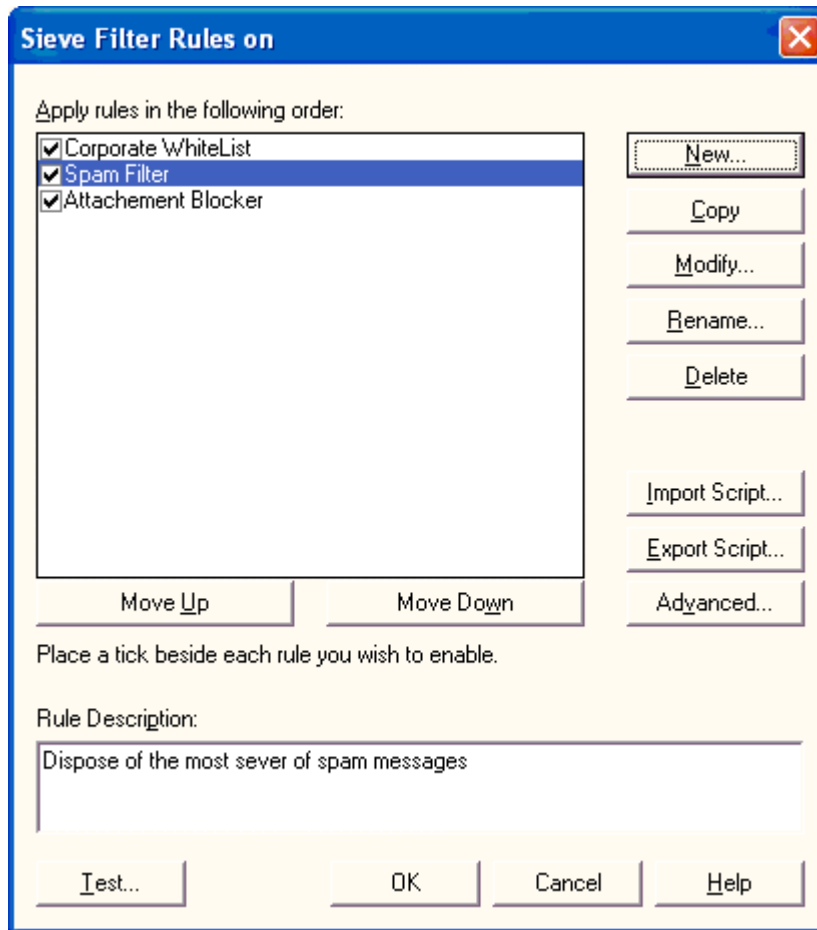 Sieve Filter Rules on
Apply rules in the following order:
Corporate WhiteList
Spam Filter
Attachement Blocker
New...
Copy
Modify...
Rename...
Delete
Import Script...
Export Script...
Advanced...
Move Up
Move Down
Place a tick beside each rule you wish to enable.
Rule Description:
Dispose of the most sever of spam messages
Test...
OK
Cancel
Help